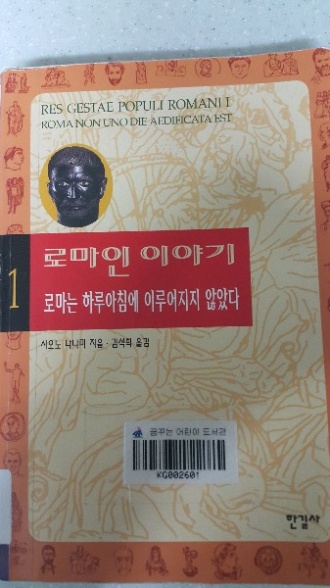 RES GESTAE POPULI ROMANI I
ROMA NON UNO DIE AEDIFICATA EST
1
로마인 이야기
로마는 하루아침에 이루어지지 않았다
시오노 나나미 지음·김석희 옮김
꿈꾸는 어린이 도서관
KG002601
한길사